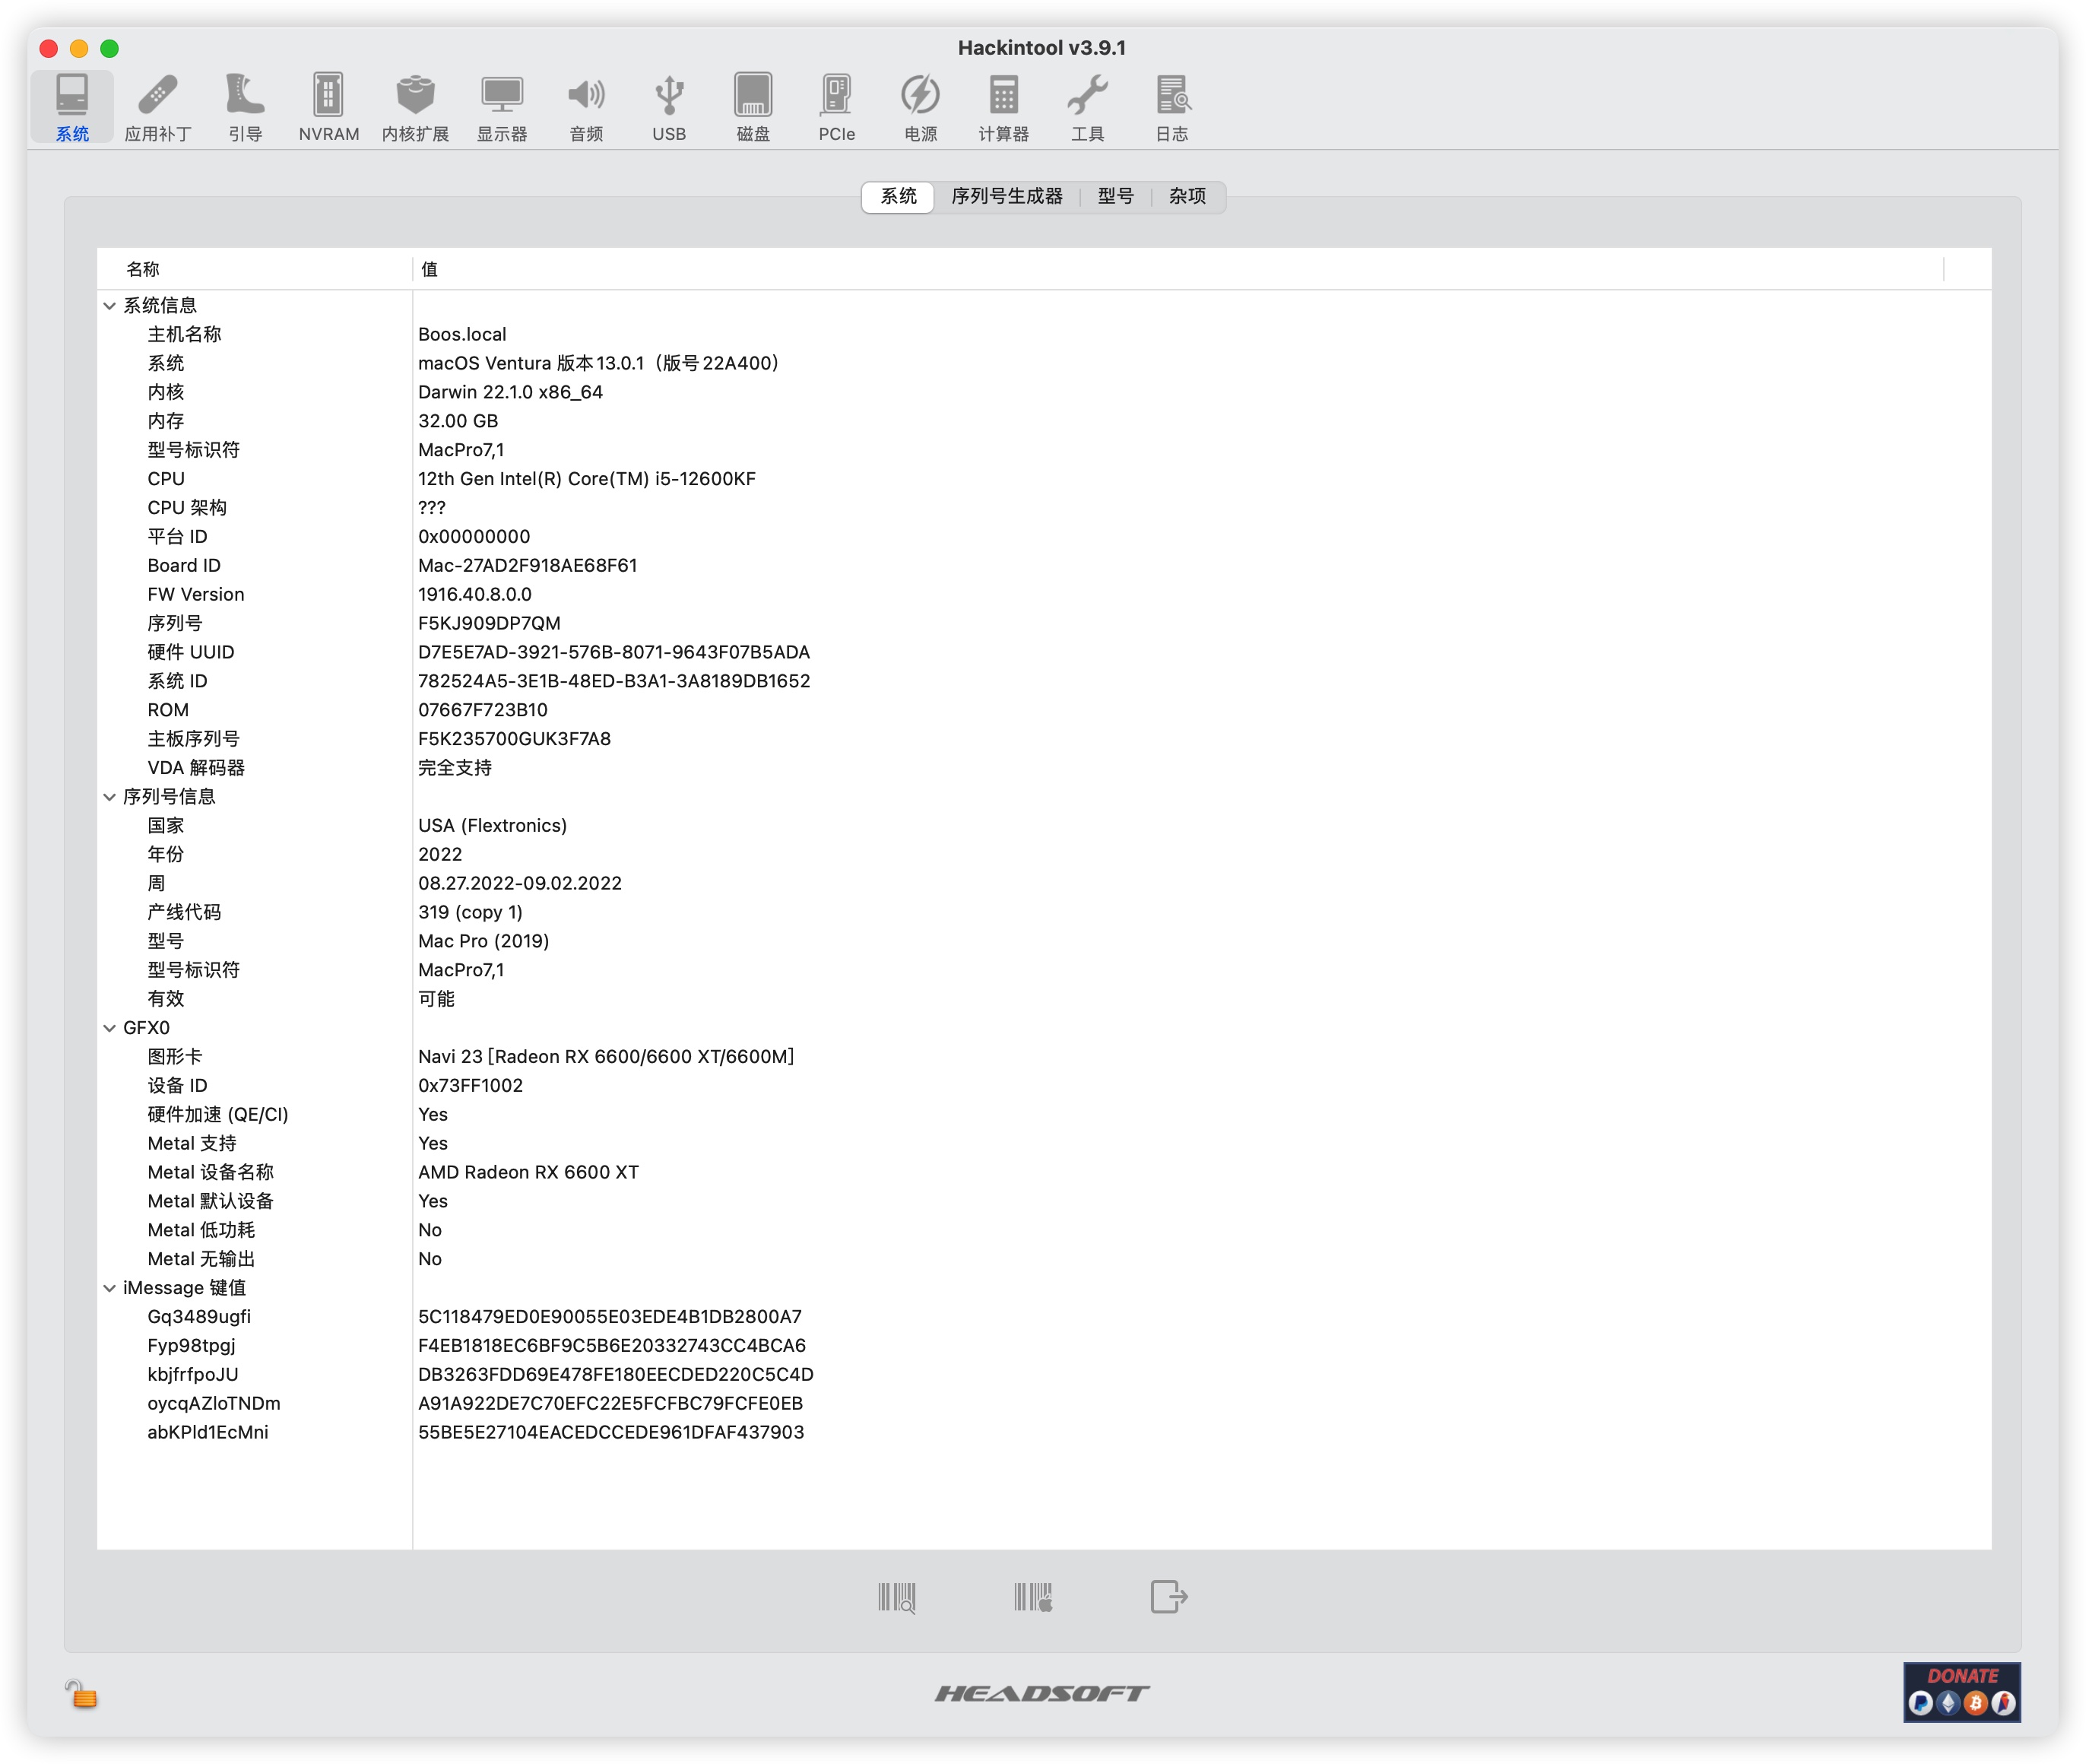 Hackintool v3.9.1
系统 应用补丁 引导 NVRAM 内核扩展 显示器 音频 USB 磁盘 PCIe 电源 计算器 工具 日志
系统 序列号生成器 型号 杂项
名称 值
系统信息
主机名称 Boos.local
系统 macOS Ventura 版本13.0.1（版号22A400）
内核 Darwin 22.1.0 x86_64
内存 32.00 GB
型号标识符 MacPro7,1
CPU 12th Gen Intel(R) Core(TM) i5-12600KF
CPU 架构 ???
平台 ID 0x00000000
Board ID Mac-27AD2F918AE68F61
FW Version 1916.40.8.0.0
序列号 F5KJ909DP7QM
硬件 UUID D7E5E7AD-3921-576B-8071-9643F07B5ADA
系统 ID 782524A5-3E1B-48ED-B3A1-3A8189DB1652
ROM 07667F723B10
主板序列号 F5K235700GUK3F7A8
VDA 解码器 完全支持
序列号信息
国家 USA (Flextronics)
年份 2022
周 08.27.2022-09.02.2022
产线代码 319 (copy 1)
型号 Mac Pro (2019)
型号标识符 MacPro7,1
有效 可能
GFX0
图形卡 Navi 23 [Radeon RX 6600/6600 XT/6600M]
设备 ID 0x73FF1002
硬件加速 (QE/CI) Yes
Metal 支持 Yes
Metal 设备名称 AMD Radeon RX 6600 XT
Metal 默认设备 Yes
Metal 低功耗 No
Metal 无输出 No
iMessage 键值
Gq3489ugfi 5C118479ED0E90055E03EDE4B1DB2800A7
Fyp98tpgj F4EB1818EC6BF9C5B6E20332743CC4BCA6
kbjfrfpoJU DB3263FDD69E478FE180EECDED220C5C4D
oycqAZloTNDm A91A922DE7C70EFC22E5FCFBC79FCFE0EB
abKPld1EcMni 55BE5E27104EACEDCCEDE961DFAF437903
HEADSOFT
DONATE